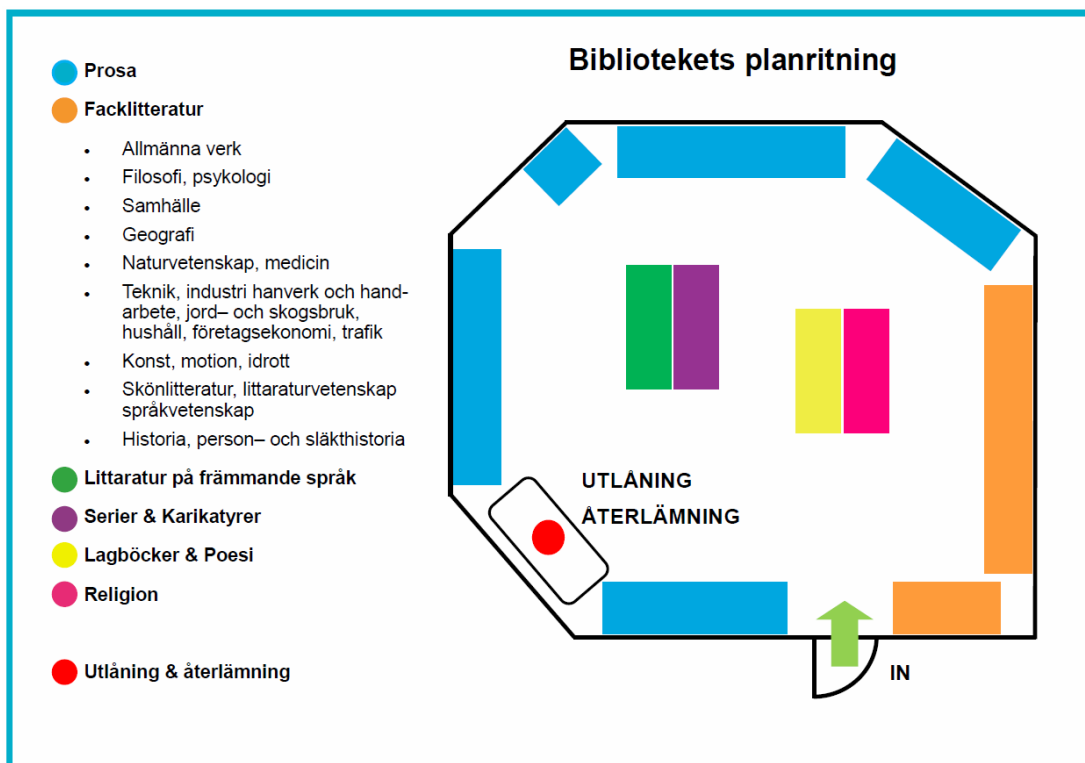 Bibliotekets planritning
Prosa
Facklitteratur
• Allmänna verk
• Filosofi, psykologi
• Samhälle
• Geografi
• Naturvetenskap, medicin
• Teknik, industri hanverk och hand-
arbete, jord– och skogsbruk,
hushåll, företagsekonomi, trafik
• Konst, motion, idrott
• Skönlitteratur, littaraturvetenskap
språkvetenskap
• Historia, person– och släkthistoria
Littaratur på främmande språk
Serier & Karikatyrer
Lagböcker & Poesi
Religion
Utlåning & återlämning
UTLÅNING
ÅTERLÄMNING
IN